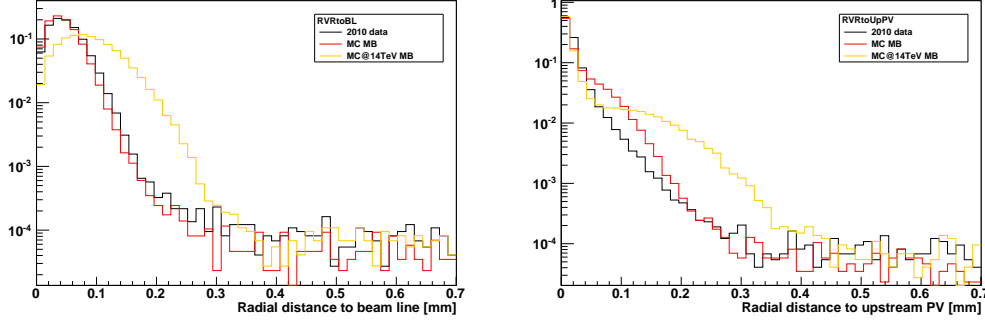 RVRtoBL
2010 data
MC MB
MC@14TeV MB
10⁻¹
10⁻²
10⁻³
10⁻⁴
0 0.1 0.2 0.3 0.4 0.5 0.6 0.7
Radial distance to beam line [mm]
RVRtoUpPV
2010 data
MC MB
MC@14TeV MB
1
10⁻¹
10⁻²
10⁻³
10⁻⁴
0 0.1 0.2 0.3 0.4 0.5 0.6 0.7
Radial distance to upstream PV [mm]